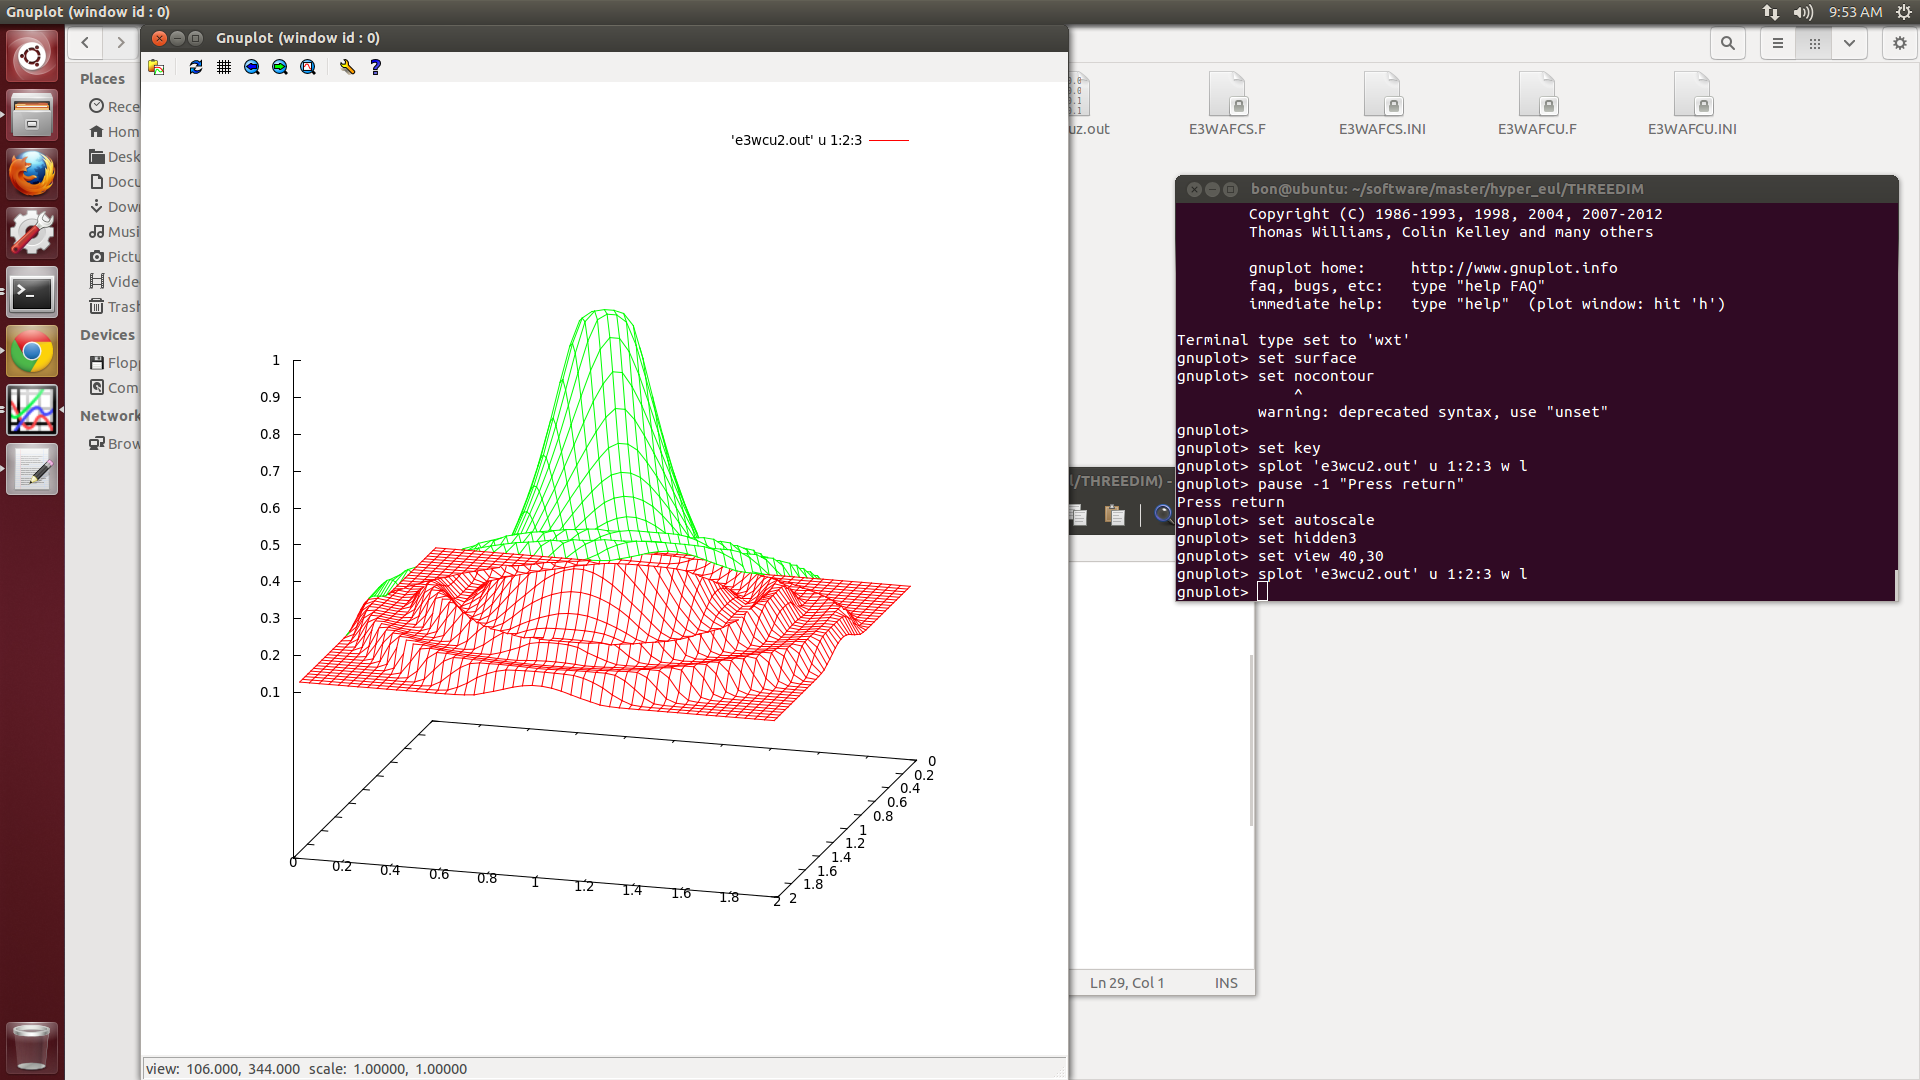 Gnuplot (window id : 0)
9:53 AM
Gnuplot (window id : 0)
Places
Rece
Hom
Desk
Docu
Down
Musi
Pictu
Vide
Trash
Devices
Flopp
Com
Network
Brow
'e3wcu2.out' u 1:2:3
1
0.9
0.8
0.7
0.6
0.5
0.4
0.3
0.2
0.1
0
0.2
0.4
0.6
0.8
1
1.2
1.4
1.6
1.8
2
0
0.2
0.4
0.6
0.8
1
1.2
1.4
1.6
1.8
2
view: 106.000, 344.000 scale: 1.00000, 1.00000
uz.out
E3WAFCS.F
E3WAFCS.INI
E3WAFCU.F
E3WAFCU.INI
bon@ubuntu: ~/software/master/hyper_eul/THREEDIM
Copyright (C) 1986-1993, 1998, 2004, 2007-2012
Thomas Williams, Colin Kelley and many others
gnuplot home: http://www.gnuplot.info
faq, bugs, etc: type "help FAQ"
immediate help: type "help" (plot window: hit 'h')
Terminal type set to 'wxt'
gnuplot> set surface
gnuplot> set nocontour
^
warning: deprecated syntax, use "unset"
gnuplot>
gnuplot> set key
gnuplot> splot 'e3wcu2.out' u 1:2:3 w l
gnuplot> pause -1 "Press return"
Press return
gnuplot> set autoscale
gnuplot> set hidden3
gnuplot> set view 40,30
gnuplot> splot 'e3wcu2.out' u 1:2:3 w l
gnuplot>
l/THREEDIM) -
Ln 29, Col 1
INS